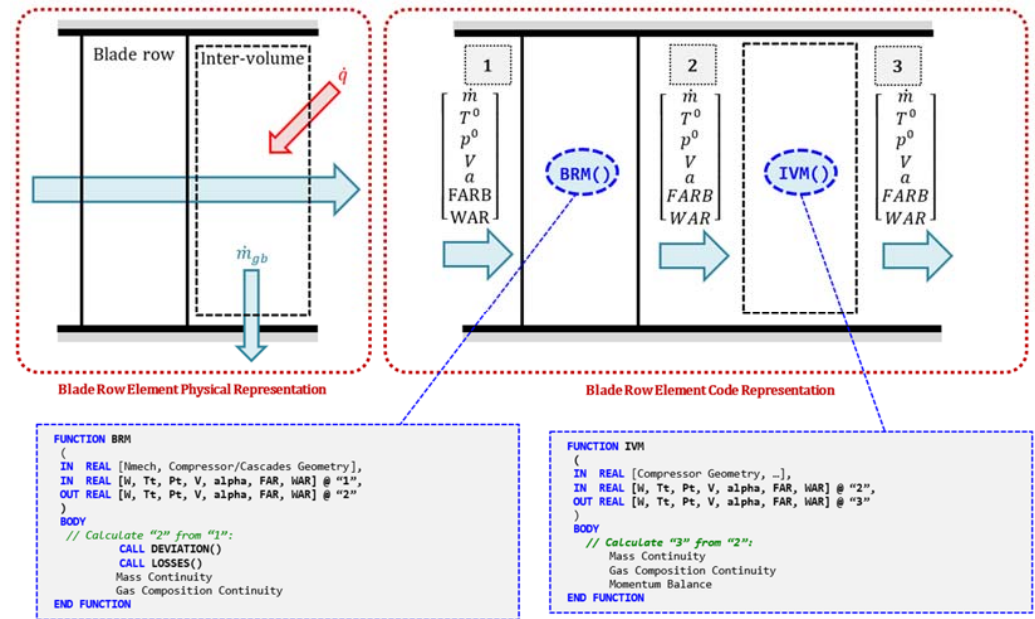 Blade row
Inter-volume
q̇
ṁ_gb
Blade Row Element Physical Representation
1
ṁ
T⁰
p⁰
V
a
FARB
WAR
BRM()
2
ṁ
T⁰
p⁰
V
a
FARB
WAR
IVM()
3
ṁ
T⁰
p⁰
V
a
FARB
WAR
Blade Row Element Code Representation
FUNCTION BRM
(
IN REAL [Nmech, Compressor/Cascades Geometry],
IN REAL [W, Tt, Pt, V, alpha, FAR, WAR] @ “1”,
OUT REAL [W, Tt, Pt, V, alpha, FAR, WAR] @ “2”
)
BODY
// Calculate “2” from “1”:
CALL DEVIATION()
CALL LOSSES()
Mass Continuity
Gas Composition Continuity
END FUNCTION
FUNCTION IVM
(
IN REAL [Compressor Geometry, …],
IN REAL [W, Tt, Pt, V, alpha, FAR, WAR] @ “2”,
OUT REAL [W, Tt, Pt, V, alpha, FAR, WAR] @ “3”
)
BODY
// Calculate “3” from “2”:
Mass Continuity
Gas Composition Continuity
Momentum Balance
END FUNCTION